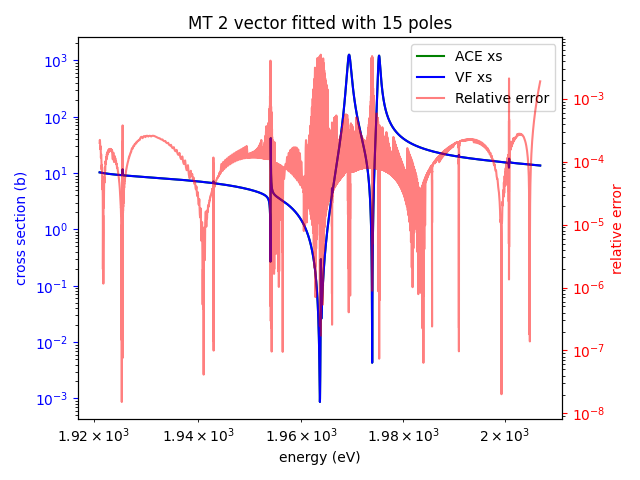 MT 2 vector fitted with 15 poles
ACE xs
VF xs
Relative error
cross section (b)
10³
10²
10¹
10⁰
10⁻¹
10⁻²
10⁻³
relative error
10⁻³
10⁻⁴
10⁻⁵
10⁻⁶
10⁻⁷
10⁻⁸
1.92 × 10³ 1.94 × 10³ 1.96 × 10³ 1.98 × 10³ 2 × 10³
energy (eV)